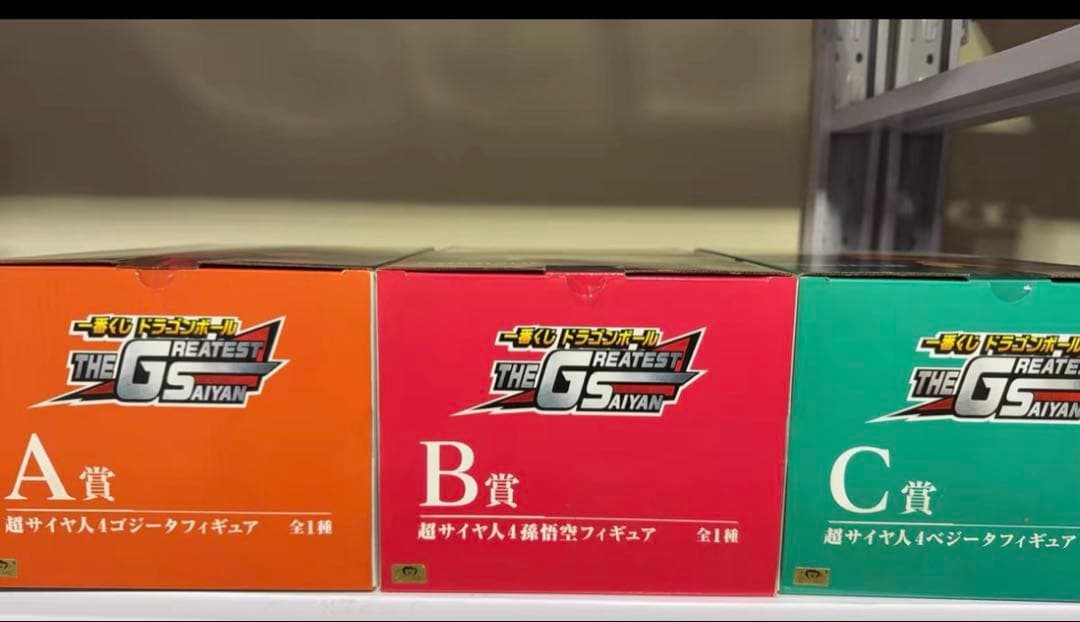 一番くじ ドラゴンボール
THE GREATEST
SAIYAN
A賞
超サイヤ人4ゴジータフィギュア 全1種
一番くじ ドラゴンボール
THE GREATEST
SAIYAN
B賞
超サイヤ人4孫悟空フィギュア 全1種
一番くじ ドラゴンボール
THE GREATEST
SAIYAN
C賞
超サイヤ人4ベジータフィギュア